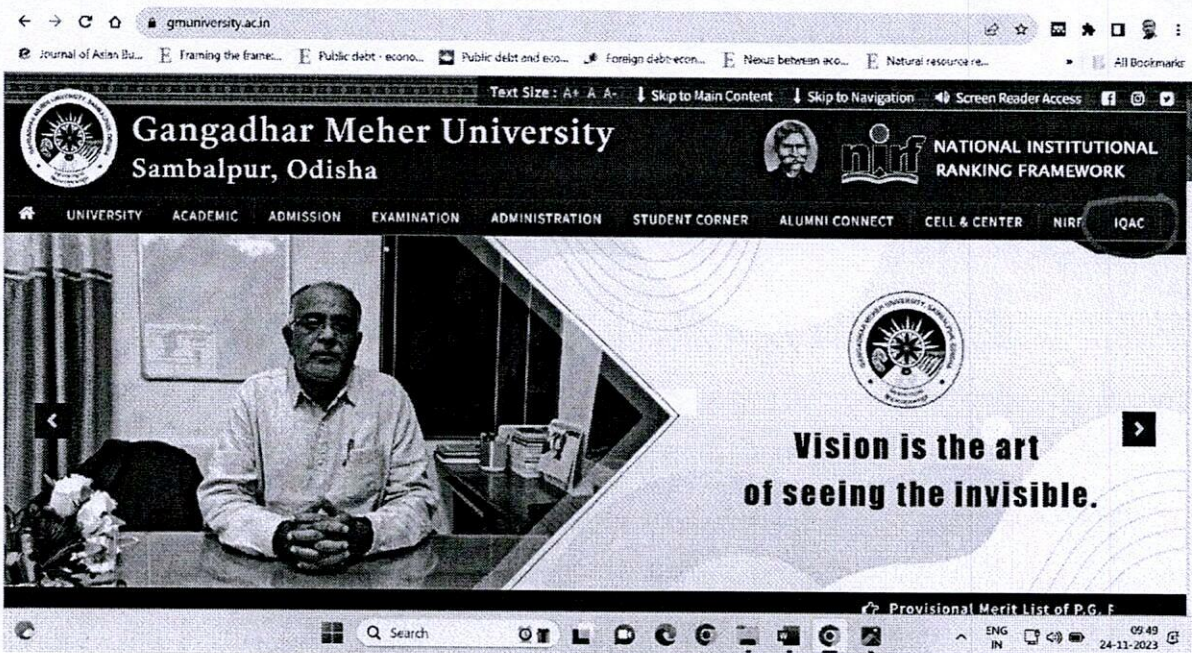 gmuniversity.ac.in
Journal of Asian Bu... Framing the frame... Public debt - econo... Public debt and eco... Foreign debt-econ... Nexus between eco... Natural resource re... » All Bookmarks
Text Size : A+ A A- Skip to Main Content Skip to Navigation Screen Reader Access
Gangadhar Meher University
Sambalpur, Odisha
nirf
NATIONAL INSTITUTIONAL
RANKING FRAMEWORK
UNIVERSITY ACADEMIC ADMISSION EXAMINATION ADMINISTRATION STUDENT CORNER ALUMNI CONNECT CELL & CENTER NIRF IQAC
Vision is the art
of seeing the invisible.
Provisional Merit List of P.G. F
Search
ENG
IN
09:49
24-11-2023